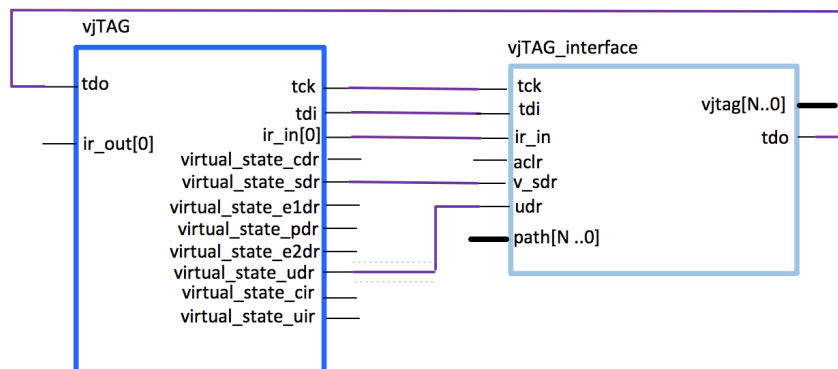 vjTAG
tdo
ir_out[0]
tck
tdi
ir_in[0]
virtual_state_cdr
virtual_state_sdr
virtual_state_e1dr
virtual_state_pdr
virtual_state_e2dr
virtual_state_udr
virtual_state_cir
virtual_state_uir
vjTAG_interface
tck
tdi
ir_in
aclr
v_sdr
udr
path[N ..0]
vjtag[N..0]
tdo